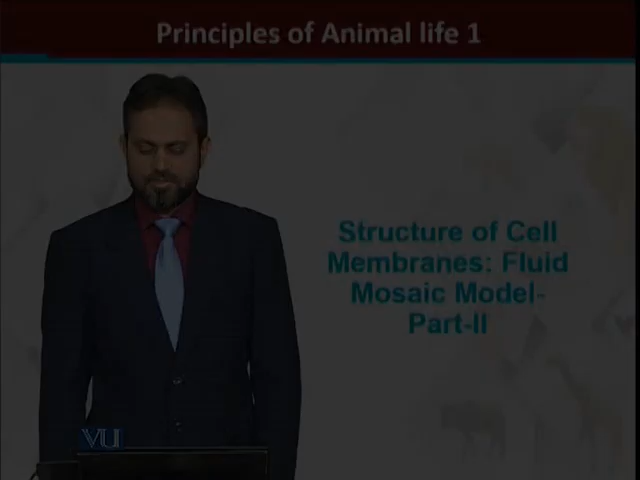 Principles of Animal life 1
Structure of Cell
Membranes: Fluid
Mosaic Model-
Part-II
VU